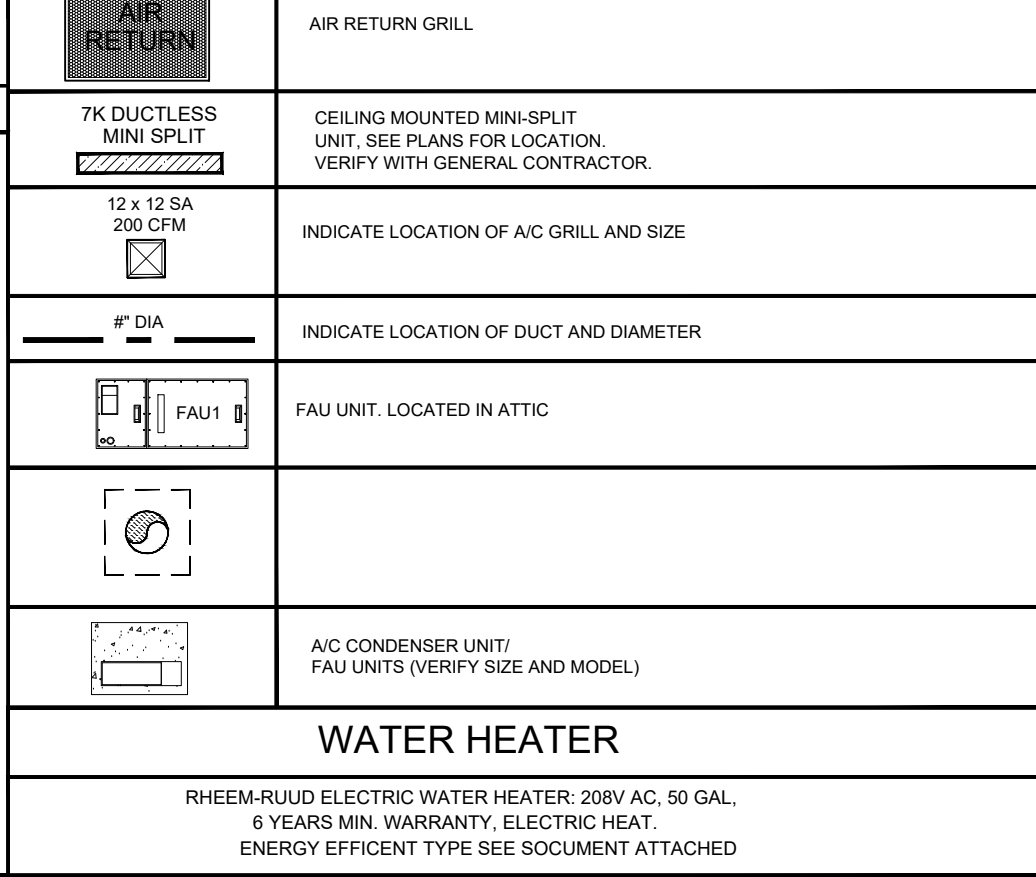 AIR
RETURN
AIR RETURN GRILL
7K DUCTLESS
MINI SPLIT
CEILING MOUNTED MINI-SPLIT
UNIT, SEE PLANS FOR LOCATION.
VERIFY WITH GENERAL CONTRACTOR.
12 x 12 SA
200 CFM
INDICATE LOCATION OF A/C GRILL AND SIZE
#" DIA
INDICATE LOCATION OF DUCT AND DIAMETER
FAU1
FAU UNIT. LOCATED IN ATTIC
A/C CONDENSER UNIT/
FAU UNITS (VERIFY SIZE AND MODEL)
WATER HEATER
RHEEM-RUUD ELECTRIC WATER HEATER: 208V AC, 50 GAL,
6 YEARS MIN. WARRANTY, ELECTRIC HEAT.
ENERGY EFFICENT TYPE SEE SOCUMENT ATTACHED